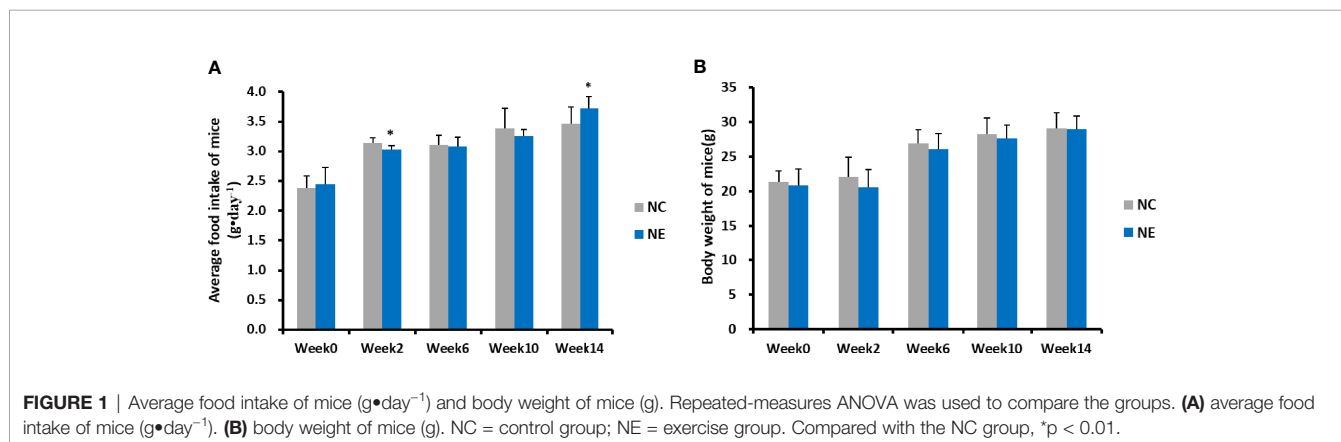 A
Average food intake of mice
(g•day⁻¹)
4.0
3.5
3.0
2.5
2.0
1.5
1.0
0.5
0.0
*
*
Week0 Week2 Week6 Week10 Week14
NC
NE
B
Body weight of mice(g)
35
30
25
20
15
10
5
0
Week0 Week2 Week6 Week10 Week14
NC
NE
FIGURE 1 | Average food intake of mice (g•day⁻¹) and body weight of mice (g). Repeated-measures ANOVA was used to compare the groups. (A) average food
intake of mice (g•day⁻¹). (B) body weight of mice (g). NC = control group; NE = exercise group. Compared with the NC group, *p < 0.01.